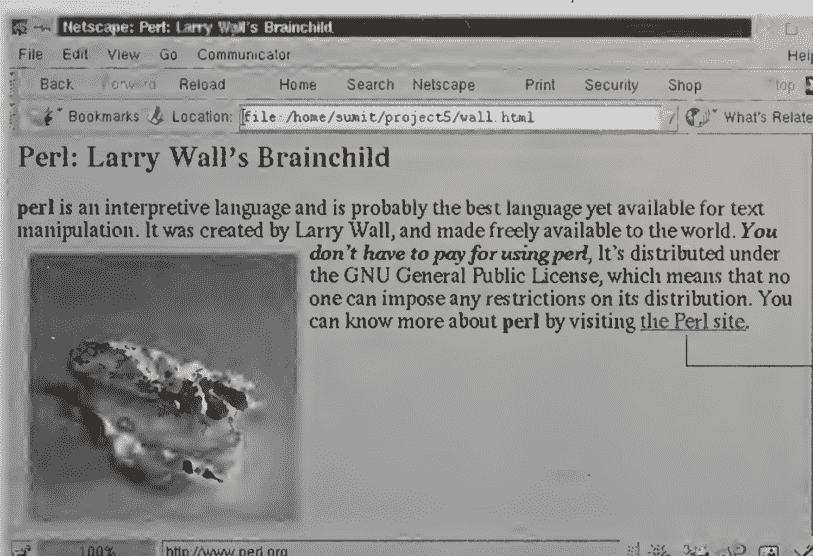 Netscape: Perl: Larry Wall's Brainchild
File Edit View Go Communicator Help
Back Forward Reload Home Search Netscape Print Security Shop top
Bookmarks Location: file:/home/sumit/project5/wall.html What's Relate
Perl: Larry Wall's Brainchild
perl is an interpretive language and is probably the best language yet available for text
manipulation. It was created by Larry Wall, and made freely available to the world. You
don't have to pay for using perl, It's distributed under
the GNU General Public License, which means that no
one can impose any restrictions on its distribution. You
can know more about perl by visiting the Perl site.
100% http://www.perl.org